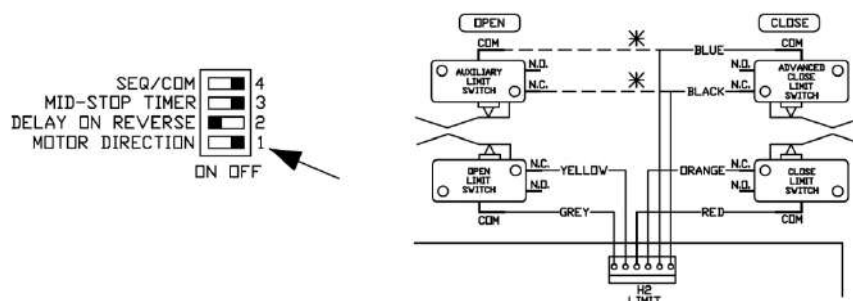 SEQ/COM 4
MID-STOP TIMER 3
DELAY ON REVERSE 2
MOTOR DIRECTION 1
ON OFF
OPEN
CLOSE
COM
COM
BLUE
AUXILIARY
LIMIT
SWITCH
N.O.
N.C.
N.O.
N.C.
ADVANCED
CLOSE
LIMIT
SWITCH
BLACK
OPEN
LIMIT
SWITCH
N.C.
N.O.
YELLOW
ORANGE
N.C.
N.O.
CLOSE
LIMIT
SWITCH
COM
GREY
RED
COM
H2
LIMIT